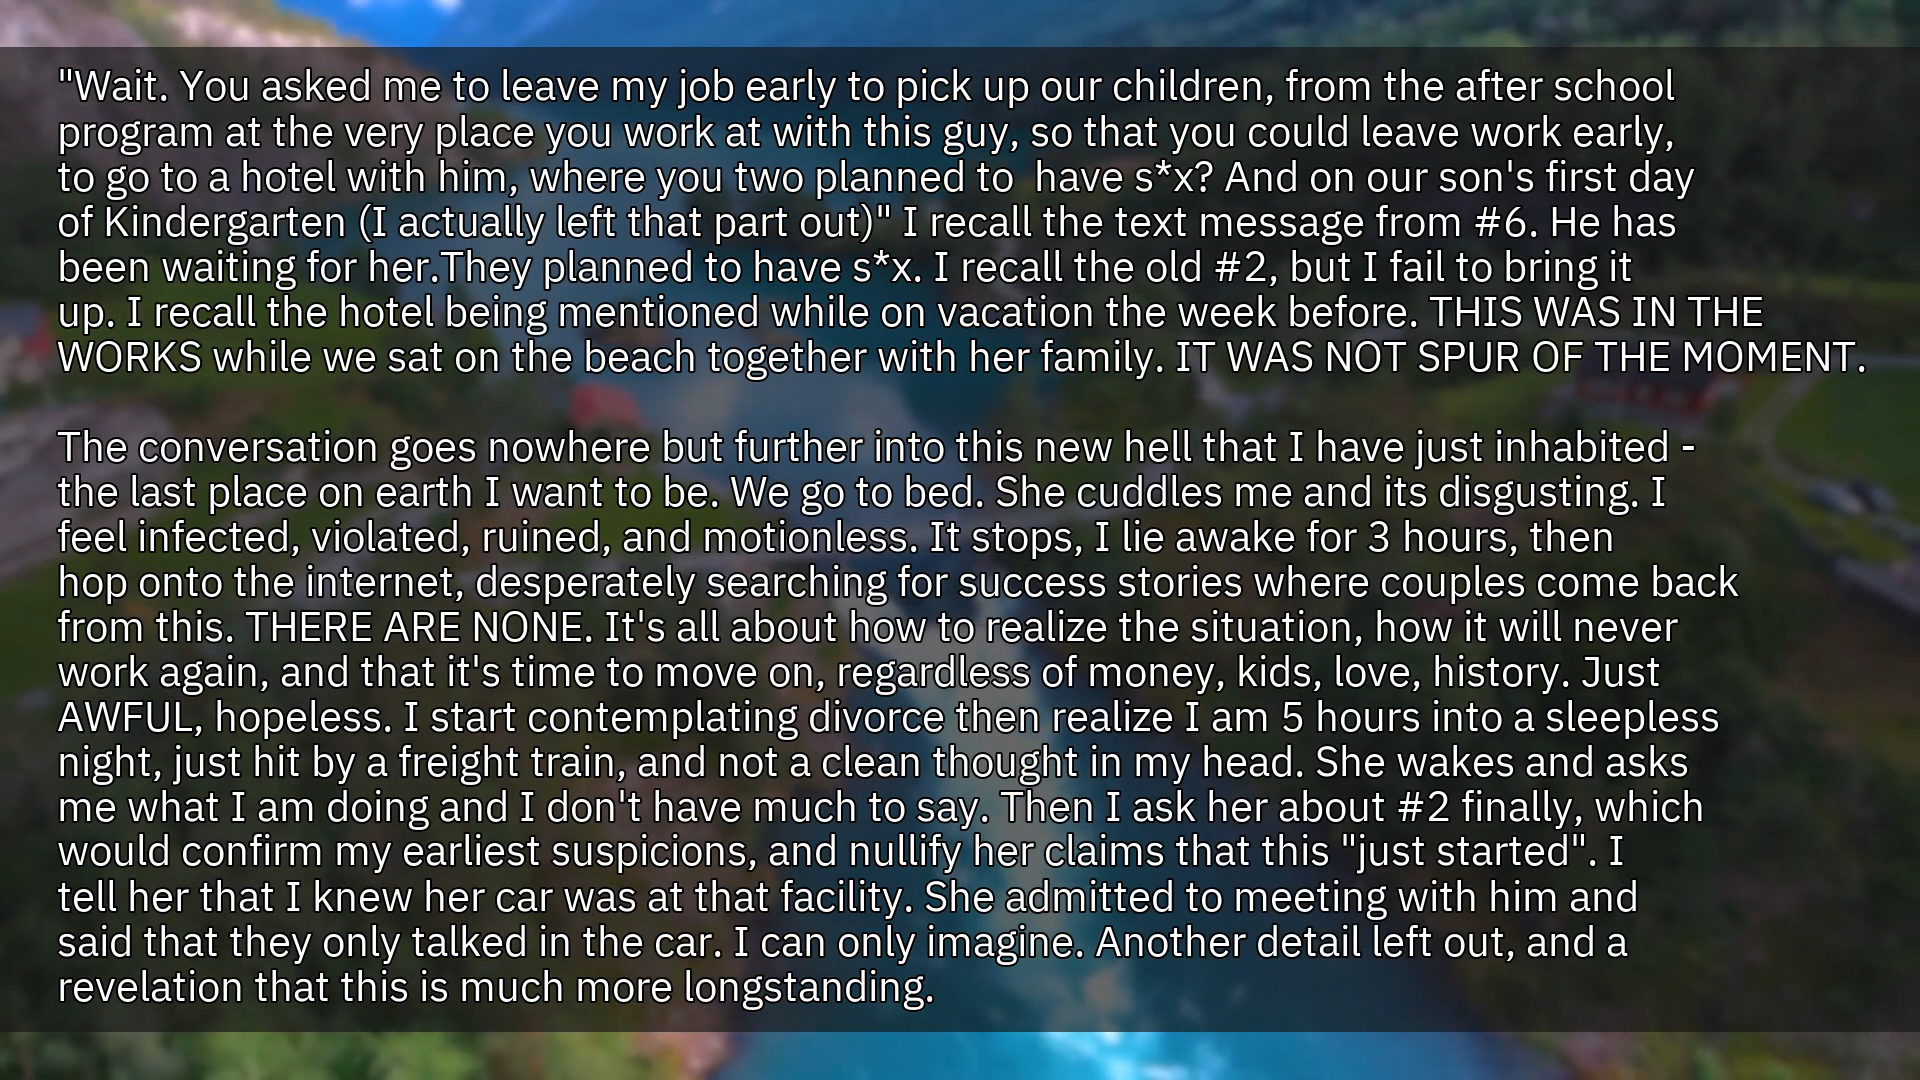 "Wait. You asked me to leave my job early to pick up our children, from the after school
program at the very place you work at with this guy, so that you could leave work early,
to go to a hotel with him, where you two planned to  have s*x? And on our son's first day
of Kindergarten (I actually left that part out)" I recall the text message from #6. He has
been waiting for her.They planned to have s*x. I recall the old #2, but I fail to bring it
up. I recall the hotel being mentioned while on vacation the week before. THIS WAS IN THE
WORKS while we sat on the beach together with her family. IT WAS NOT SPUR OF THE MOMENT.
The conversation goes nowhere but further into this new hell that I have just inhabited -
the last place on earth I want to be. We go to bed. She cuddles me and its disgusting. I
feel infected, violated, ruined, and motionless. It stops, I lie awake for 3 hours, then
hop onto the internet, desperately searching for success stories where couples come back
from this. THERE ARE NONE. It's all about how to realize the situation, how it will never
work again, and that it's time to move on, regardless of money, kids, love, history. Just
AWFUL, hopeless. I start contemplating divorce then realize I am 5 hours into a sleepless
night, just hit by a freight train, and not a clean thought in my head. She wakes and asks
me what I am doing and I don't have much to say. Then I ask her about #2 finally, which
would confirm my earliest suspicions, and nullify her claims that this "just started". I
tell her that I knew her car was at that facility. She admitted to meeting with him and
said that they only talked in the car. I can only imagine. Another detail left out, and a
revelation that this is much more longstanding.